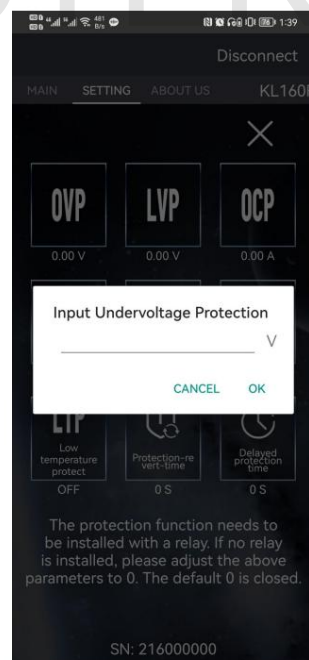 481
B/s
76
1:39
Disconnect
MAIN SETTING ABOUT US KL160
OVP LVP OCP
0.00 V 0.00 V 0.00 A
Input Undervoltage Protection
V
CANCEL OK
LTP
Low
temperature
protect
Protection-re
vert-time
Delayed
protection
time
OFF 0 S 0 S
The protection function needs to
be installed with a relay. If no relay
is installed, please adjust the above
parameters to 0. The default 0 is closed.
SN: 216000000